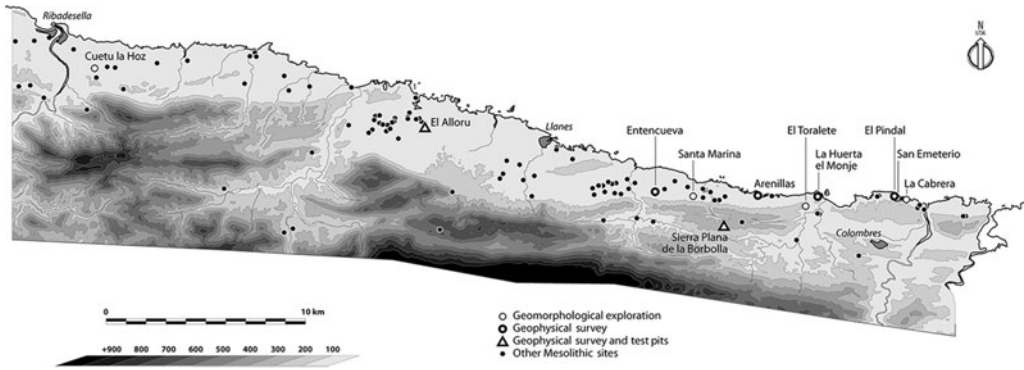 Ribadesella
Cuetu la Hoz
El Alloru
Llanes
Entencueva
Santa Marina
Sierra Plana
de la Borbolla
Arenillas
El Toralete
La Huerta
el Monje
6
El Pindal
San Emeterio
La Cabrera
Colombres
N
UTM
0 10 km
+900 800 700 600 500 400 300 200 100
Geomorphological exploration
Geophysical survey
Geophysical survey and test pits
Other Mesolithic sites